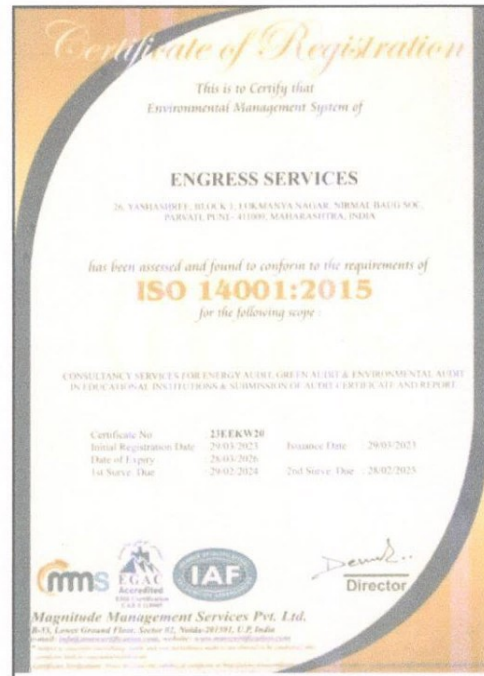 Certificate of Registration
This is to Certify that
Environmental Management System of
ENGRESS SERVICES
26, YASHASHREE, BLOCK 1, LOKMANYA NAGAR, NIRMAL BAUG SOC,
PARVATI, PUNE- 411009, MAHARASHTRA, INDIA
has been assessed and found to conform to the requirements of
ISO 14001:2015
for the following scope :
CONSULTANCY SERVICES FOR ENERGY AUDIT, GREEN AUDIT & ENVIRONMENTAL AUDIT
IN EDUCATIONAL INSTITUTIONS & SUBMISSION OF AUDIT CERTIFICATE AND REPORT
Certificate No : 23EEKW20
Initial Registration Date : 29/03/2023 Issuance Date : 29/03/2023
Date of Expiry : 28/03/2026
1st Surve. Due : 29/02/2024 2nd Surve. Due : 28/02/2025
mms
EGAC
Accredited
IAF
Director
Magnitude Management Services Pvt. Ltd.
Lower Ground Floor, Sector 02, Noida-201301, U.P, India